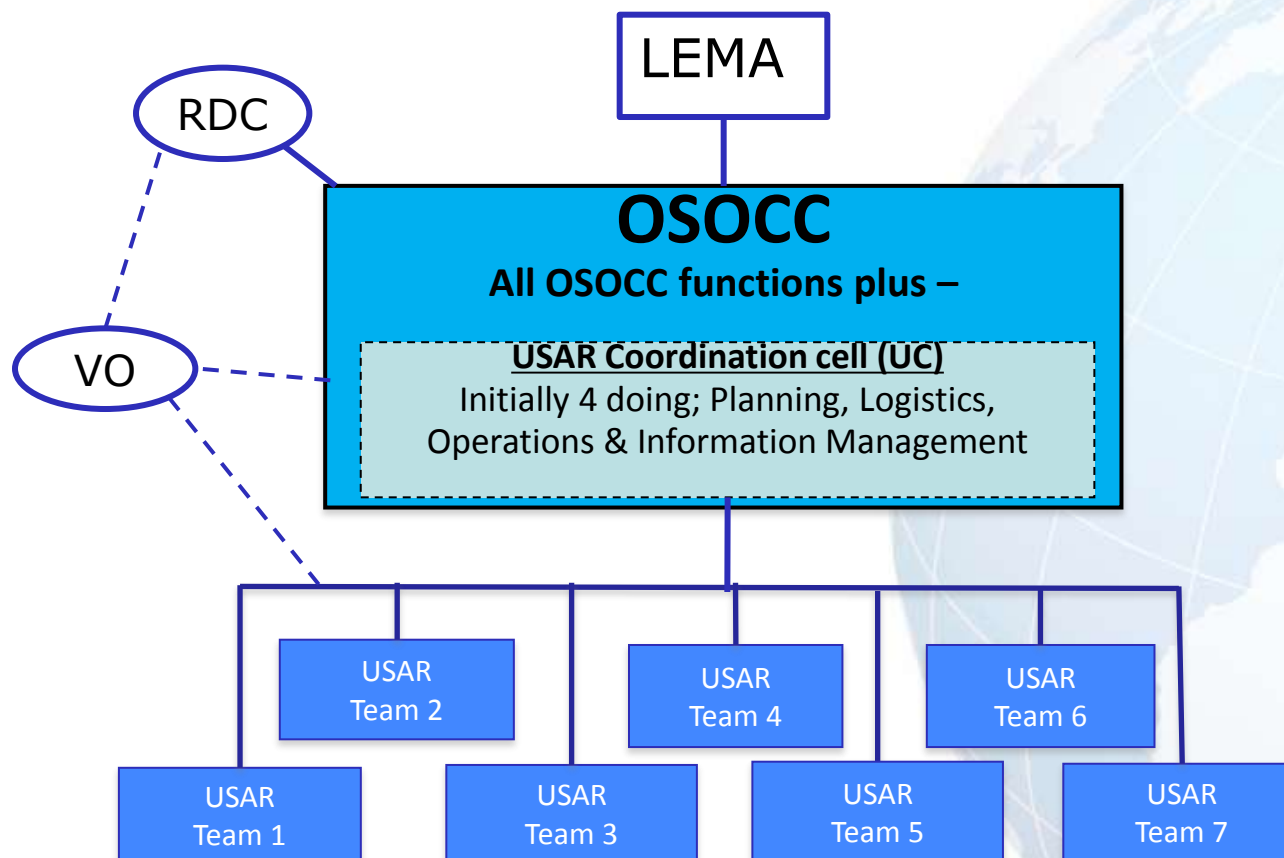 LEMA
RDC
OSOCC
All OSOCC functions plus –
VO
USAR Coordination cell (UC)
Initially 4 doing; Planning, Logistics,
Operations & Information Management
USAR
Team 2
USAR
Team 4
USAR
Team 6
USAR
Team 1
USAR
Team 3
USAR
Team 5
USAR
Team 7